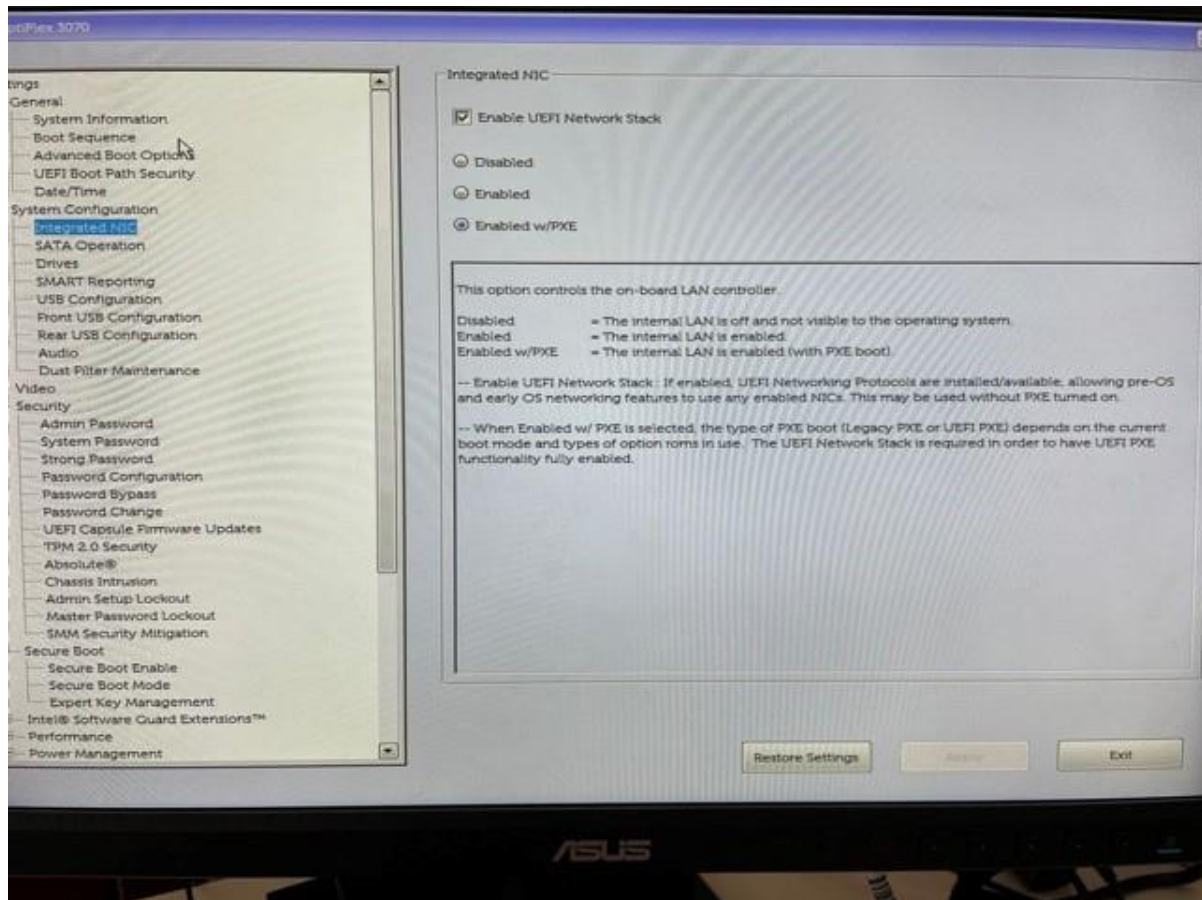 OptiPlex 3070
Settings
General
System Information
Boot Sequence
Advanced Boot Options
UEFI Boot Path Security
Date/Time
System Configuration
Integrated NIC
SATA Operation
Drives
SMART Reporting
USB Configuration
Front USB Configuration
Rear USB Configuration
Audio
Dust Filter Maintenance
Video
Security
Admin Password
System Password
Strong Password
Password Configuration
Password Bypass
Password Change
UEFI Capsule Firmware Updates
TPM 2.0 Security
Absolute®
Chassis Intrusion
Admin Setup Lockout
Master Password Lockout
SMM Security Mitigation
Secure Boot
Secure Boot Enable
Secure Boot Mode
Expert Key Management
Intel® Software Guard Extensions™
Performance
Power Management
Integrated NIC
Enable UEFI Network Stack
Disabled
Enabled
Enabled w/PXE
This option controls the on-board LAN controller.
Disabled = The internal LAN is off and not visible to the operating system.
Enabled = The internal LAN is enabled.
Enabled w/PXE = The internal LAN is enabled (with PXE boot).
-- Enable UEFI Network Stack : If enabled, UEFI Networking Protocols are installed/available, allowing pre-OS
and early OS networking features to use any enabled NICs. This may be used without PXE turned on.
-- When Enabled w/ PXE is selected, the type of PXE boot (Legacy PXE or UEFI PXE) depends on the current
boot mode and types of option roms in use. The UEFI Network Stack is required in order to have UEFI PXE
functionality fully enabled.
Restore Settings
Exit
ASUS